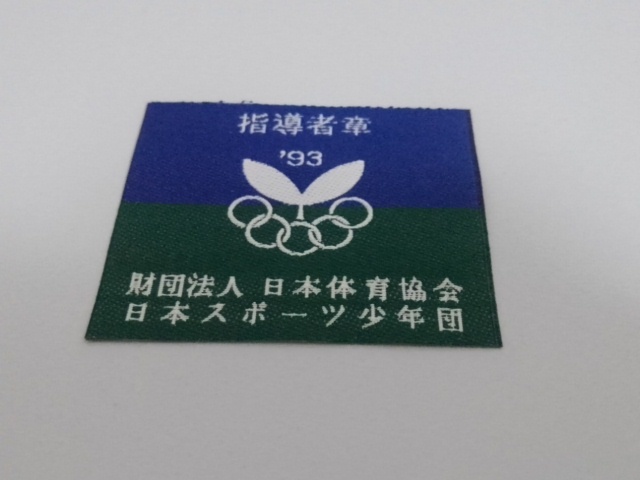 指導者章
'93
財団法人 日本体育協会
日本スポーツ少年団